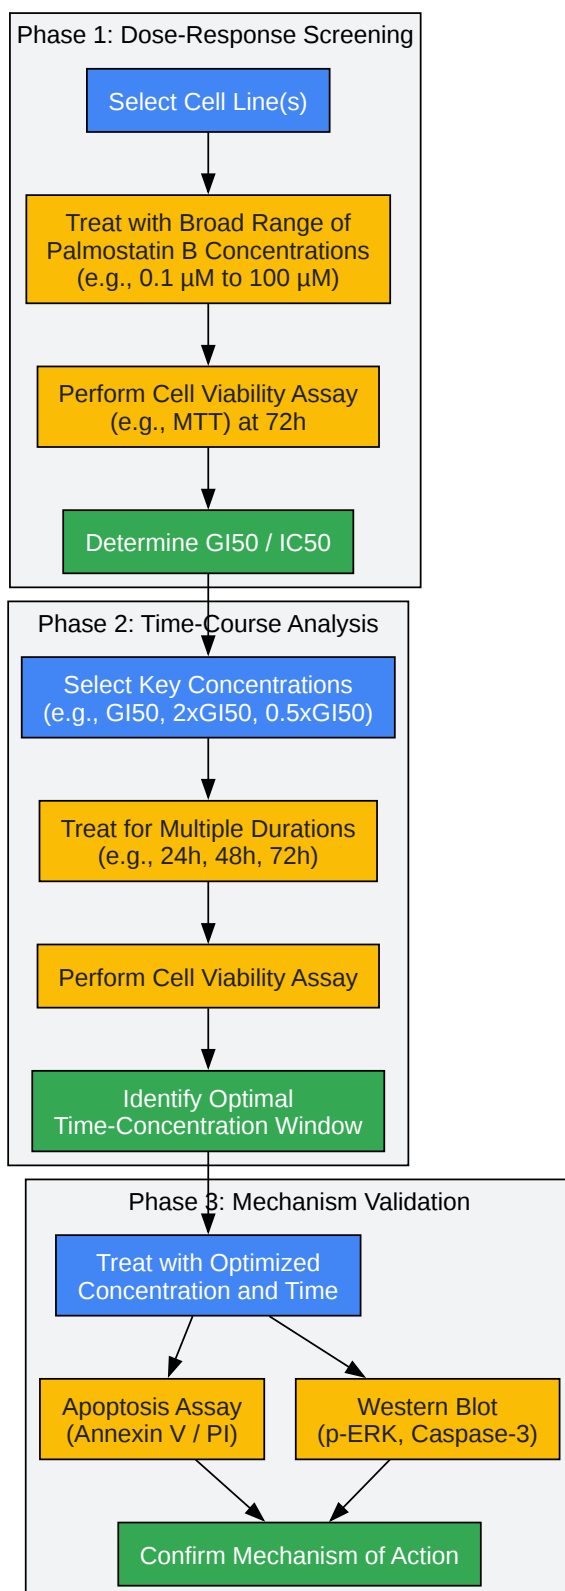 Phase 1: Dose-Response Screening
Select Cell Line(s)
Treat with Broad Range of
Palmostatin B Concentrations
(e.g., 0.1 µM to 100 µM)
Perform Cell Viability Assay
(e.g., MTT) at 72h
Determine GI50 / IC50
Phase 2: Time-Course Analysis
Select Key Concentrations
(e.g., GI50, 2xGI50, 0.5xGI50)
Treat for Multiple Durations
(e.g., 24h, 48h, 72h)
Perform Cell Viability Assay
Identify Optimal
Time-Concentration Window
Phase 3: Mechanism Validation
Treat with Optimized
Concentration and Time
Apoptosis Assay
(Annexin V / PI)
Western Blot
(p-ERK, Caspase-3)
Confirm Mechanism of Action